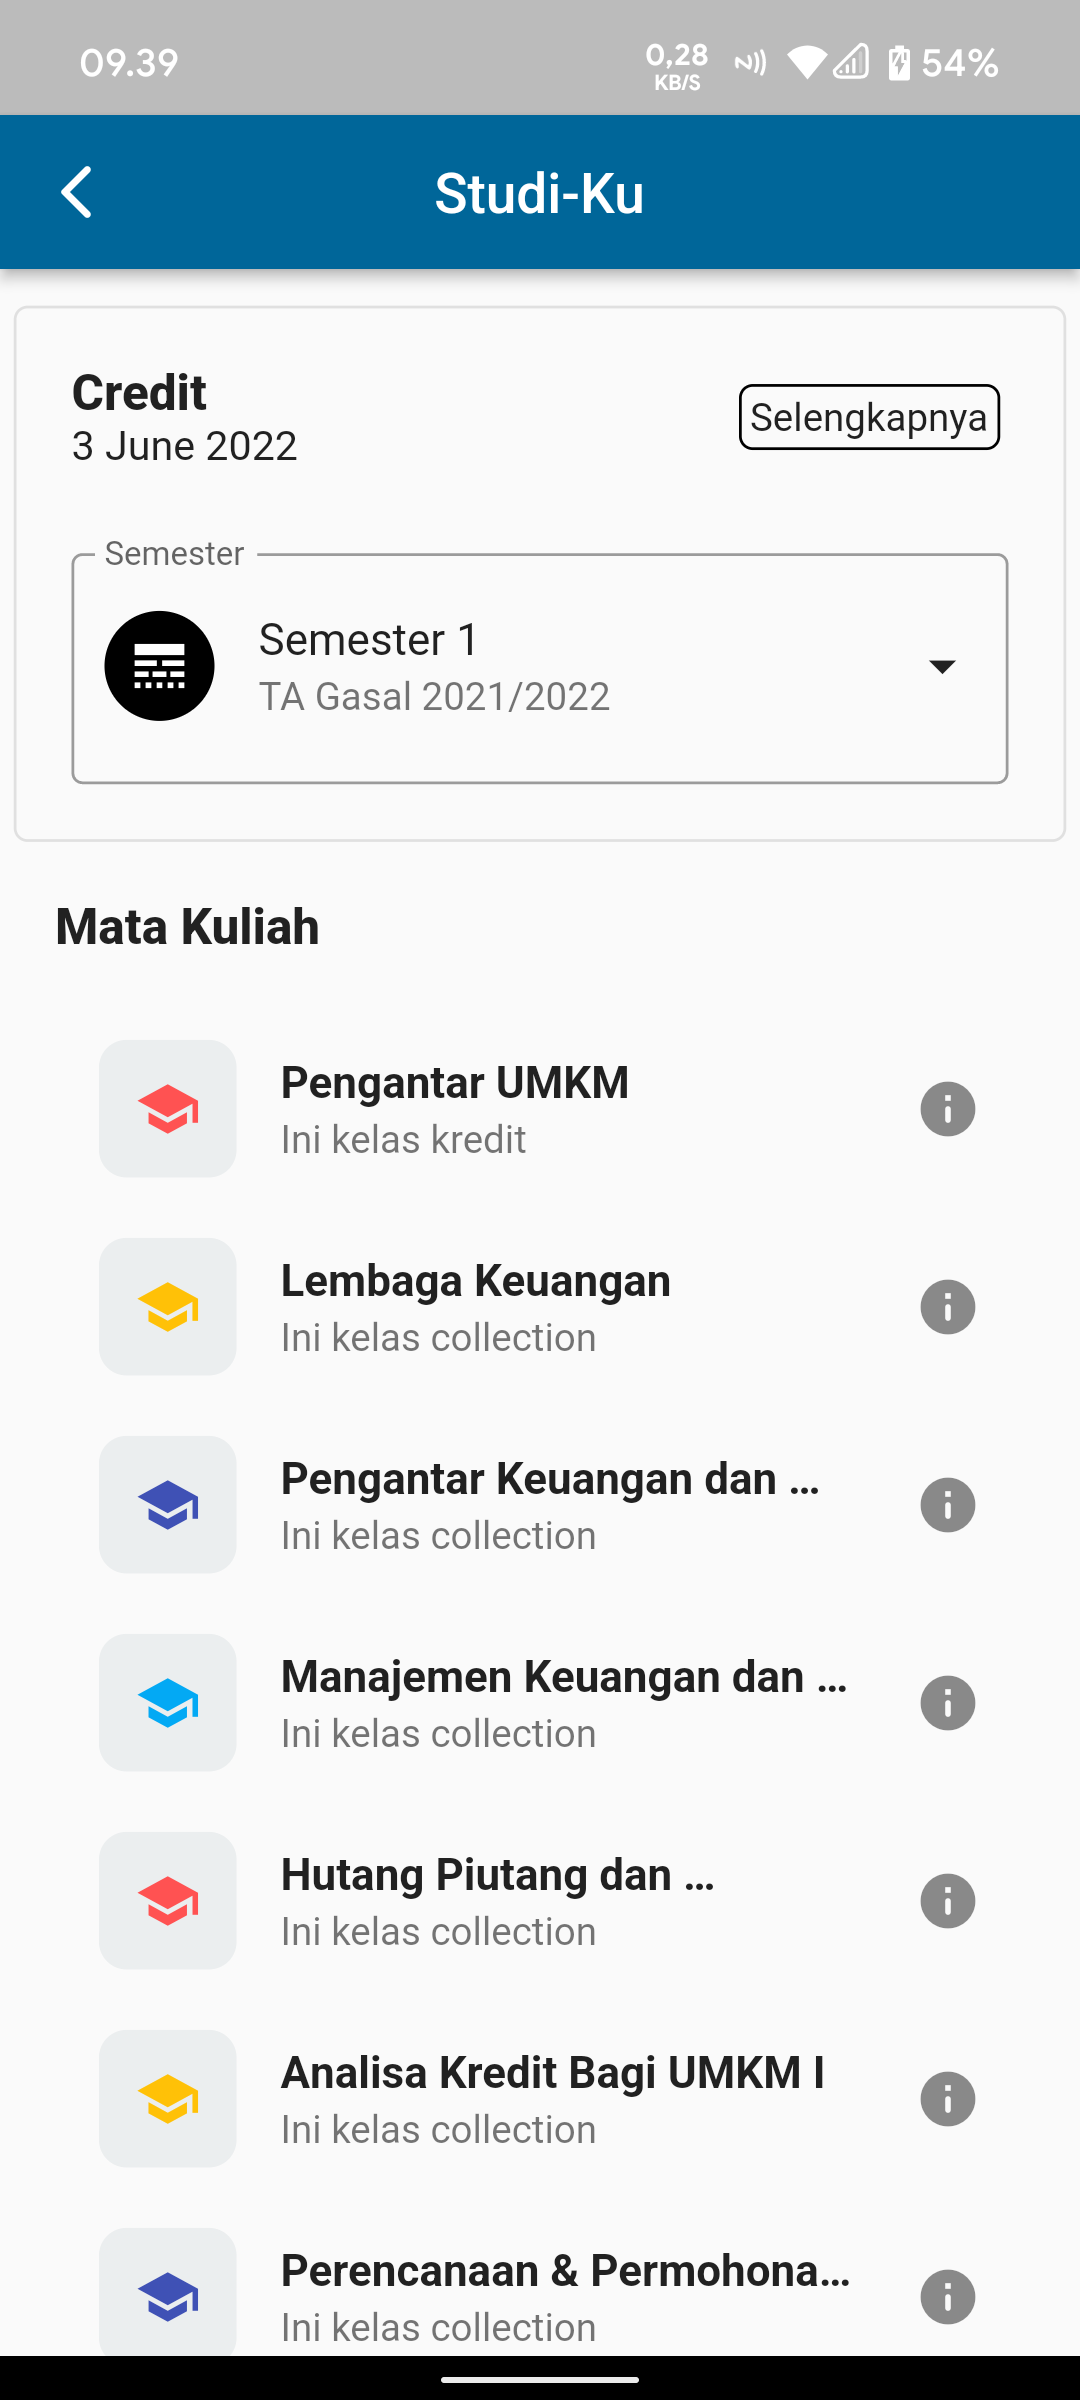 09.39
0,28
KB/S
54%
Studi-Ku
Credit
3 June 2022
Selengkapnya
Semester
Semester 1
TA Gasal 2021/2022
Mata Kuliah
Pengantar UMKM
Ini kelas kredit
Lembaga Keuangan
Ini kelas collection
Pengantar Keuangan dan ...
Ini kelas collection
Manajemen Keuangan dan ...
Ini kelas collection
Hutang Piutang dan ...
Ini kelas collection
Analisa Kredit Bagi UMKM I
Ini kelas collection
Perencanaan & Permohona...
Ini kelas collection